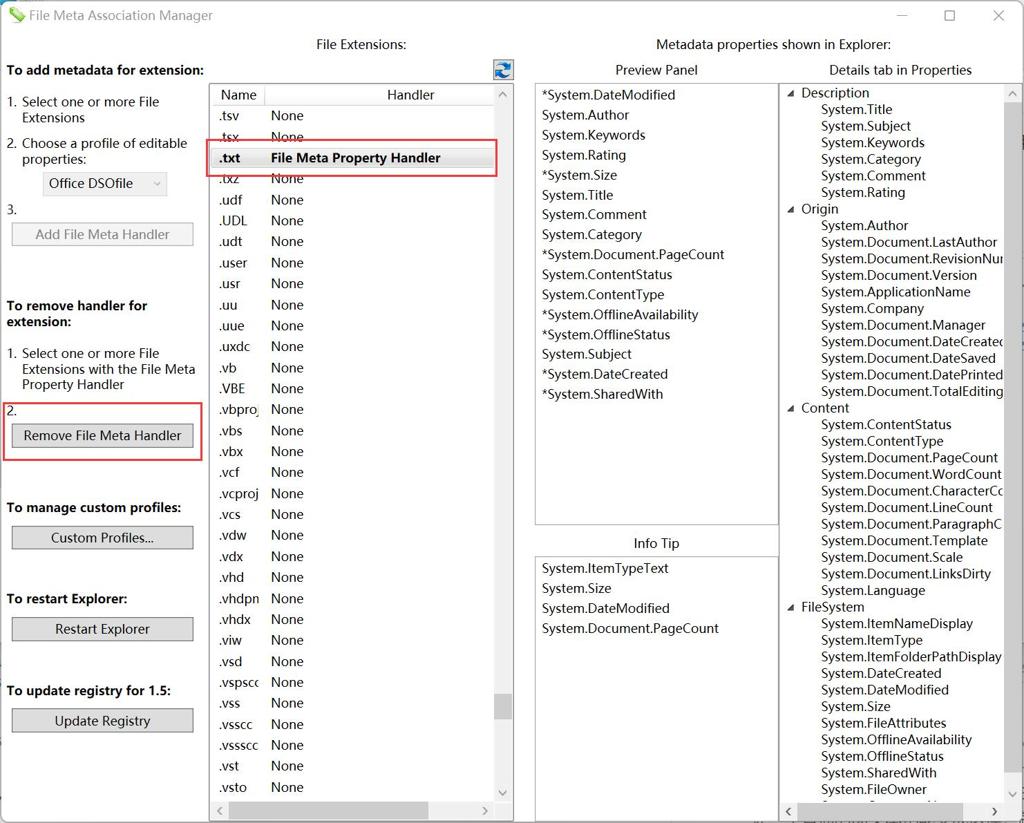 File Meta Association Manager
File Extensions:
Metadata properties shown in Explorer:
To add metadata for extension:
Preview Panel
Details tab in Properties
1. Select one or more File
Extensions
2. Choose a profile of editable
properties:
Office DSOfile
3.
Add File Meta Handler
To remove handler for
extension:
1. Select one or more File
Extensions with the File Meta
Property Handler
2.
Remove File Meta Handler
To manage custom profiles:
Custom Profiles...
To restart Explorer:
Restart Explorer
To update registry for 1.5:
Update Registry
Name Handler
.tsv None
.tsx None
.txt File Meta Property Handler
.txz None
.udf None
.UDL None
.udt None
.user None
.usr None
.uu None
.uue None
.uxdc None
.vb None
.VBE None
.vbproj None
.vbs None
.vbx None
.vcf None
.vcproj None
.vcs None
.vdw None
.vdx None
.vhd None
.vhdpn None
.vhdx None
.viw None
.vsd None
.vspscc None
.vss None
.vsscc None
.vssscc None
.vst None
.vsto None
*System.DateModified
System.Author
System.Keywords
System.Rating
*System.Size
System.Title
System.Comment
System.Category
*System.Document.PageCount
System.ContentStatus
System.ContentType
*System.OfflineAvailability
*System.OfflineStatus
System.Subject
*System.DateCreated
*System.SharedWith
Info Tip
System.ItemTypeText
System.Size
System.DateModified
System.Document.PageCount
Description
System.Title
System.Subject
System.Keywords
System.Category
System.Comment
System.Rating
Origin
System.Author
System.Document.LastAuthor
System.Document.RevisionNur
System.Document.Version
System.ApplicationName
System.Company
System.Document.Manager
System.Document.DateCreated
System.Document.DateSaved
System.Document.DatePrinted
System.Document.TotalEditing
Content
System.ContentStatus
System.ContentType
System.Document.PageCount
System.Document.WordCount
System.Document.CharacterCo
System.Document.LineCount
System.Document.ParagraphC
System.Document.Template
System.Document.Scale
System.Document.LinksDirty
System.Language
FileSystem
System.ItemNameDisplay
System.ItemType
System.ItemFolderPathDisplay
System.DateCreated
System.DateModified
System.Size
System.FileAttributes
System.OfflineAvailability
System.OfflineStatus
System.SharedWith
System.FileOwner